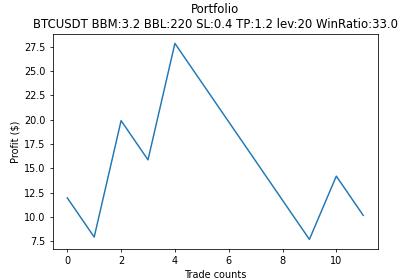 Portfolio
BTCUSDT BBM:3.2 BBL:220 SL:0.4 TP:1.2 lev:20 WinRatio:33.0
27.5
25.0
22.5
20.0
17.5
15.0
12.5
10.0
7.5
Profit ($)
0 2 4 6 8 10
Trade counts